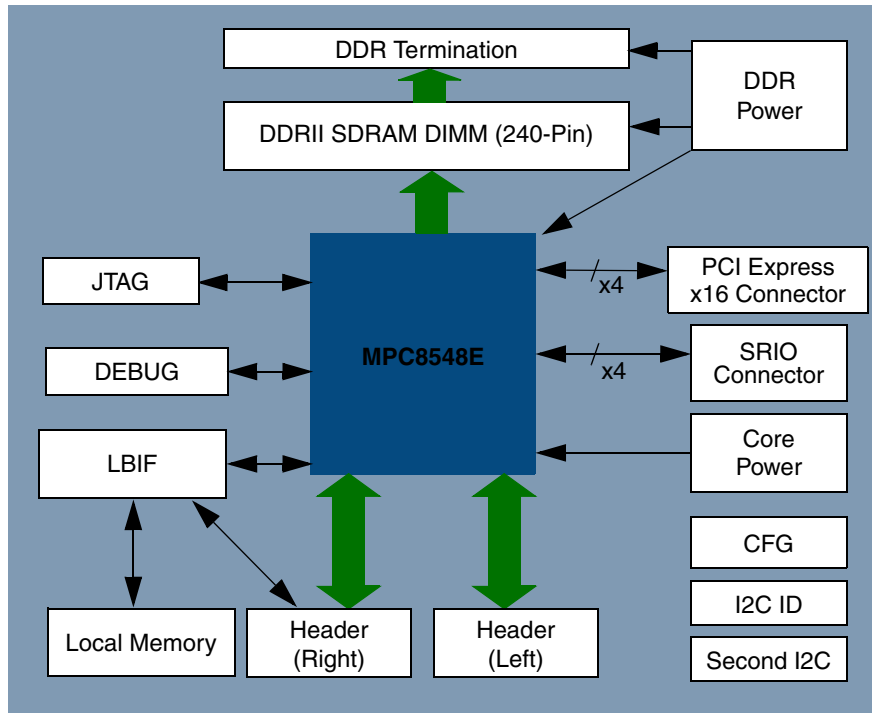 DDR Termination
DDR
Power
DDRII SDRAM DIMM (240-Pin)
JTAG
x4
PCI Express
x16 Connector
MPC8548E
DEBUG
x4
SRIO
Connector
LBIF
Core
Power
CFG
I2C ID
Local Memory
Header
(Right)
Header
(Left)
Second I2C